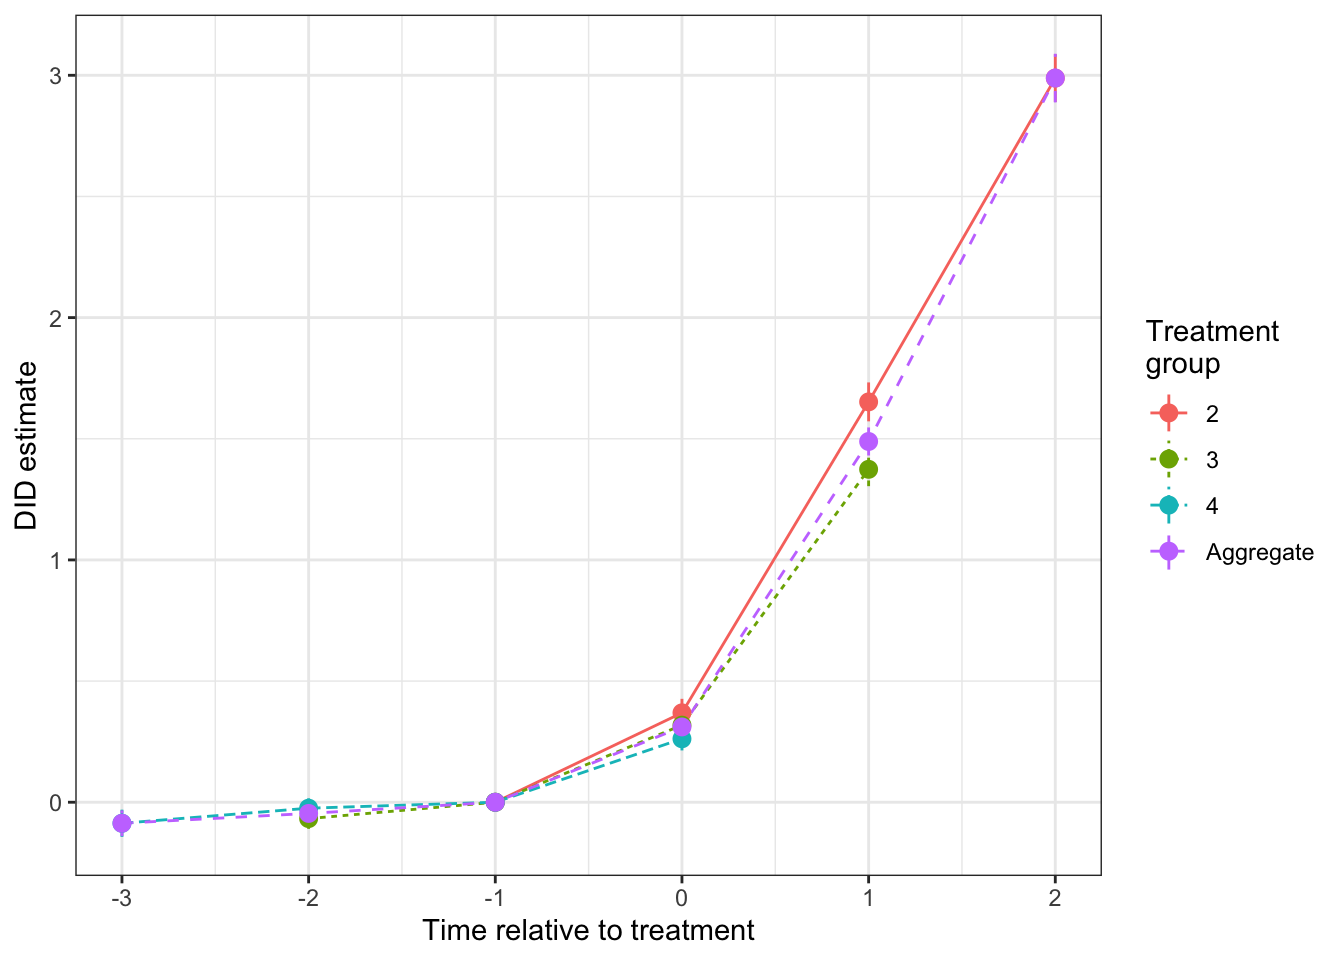 3
2
1
0
-3
-2
-1
0
1
2
Time relative to treatment
DID estimate
Treatment
group
2
3
4
Aggregate